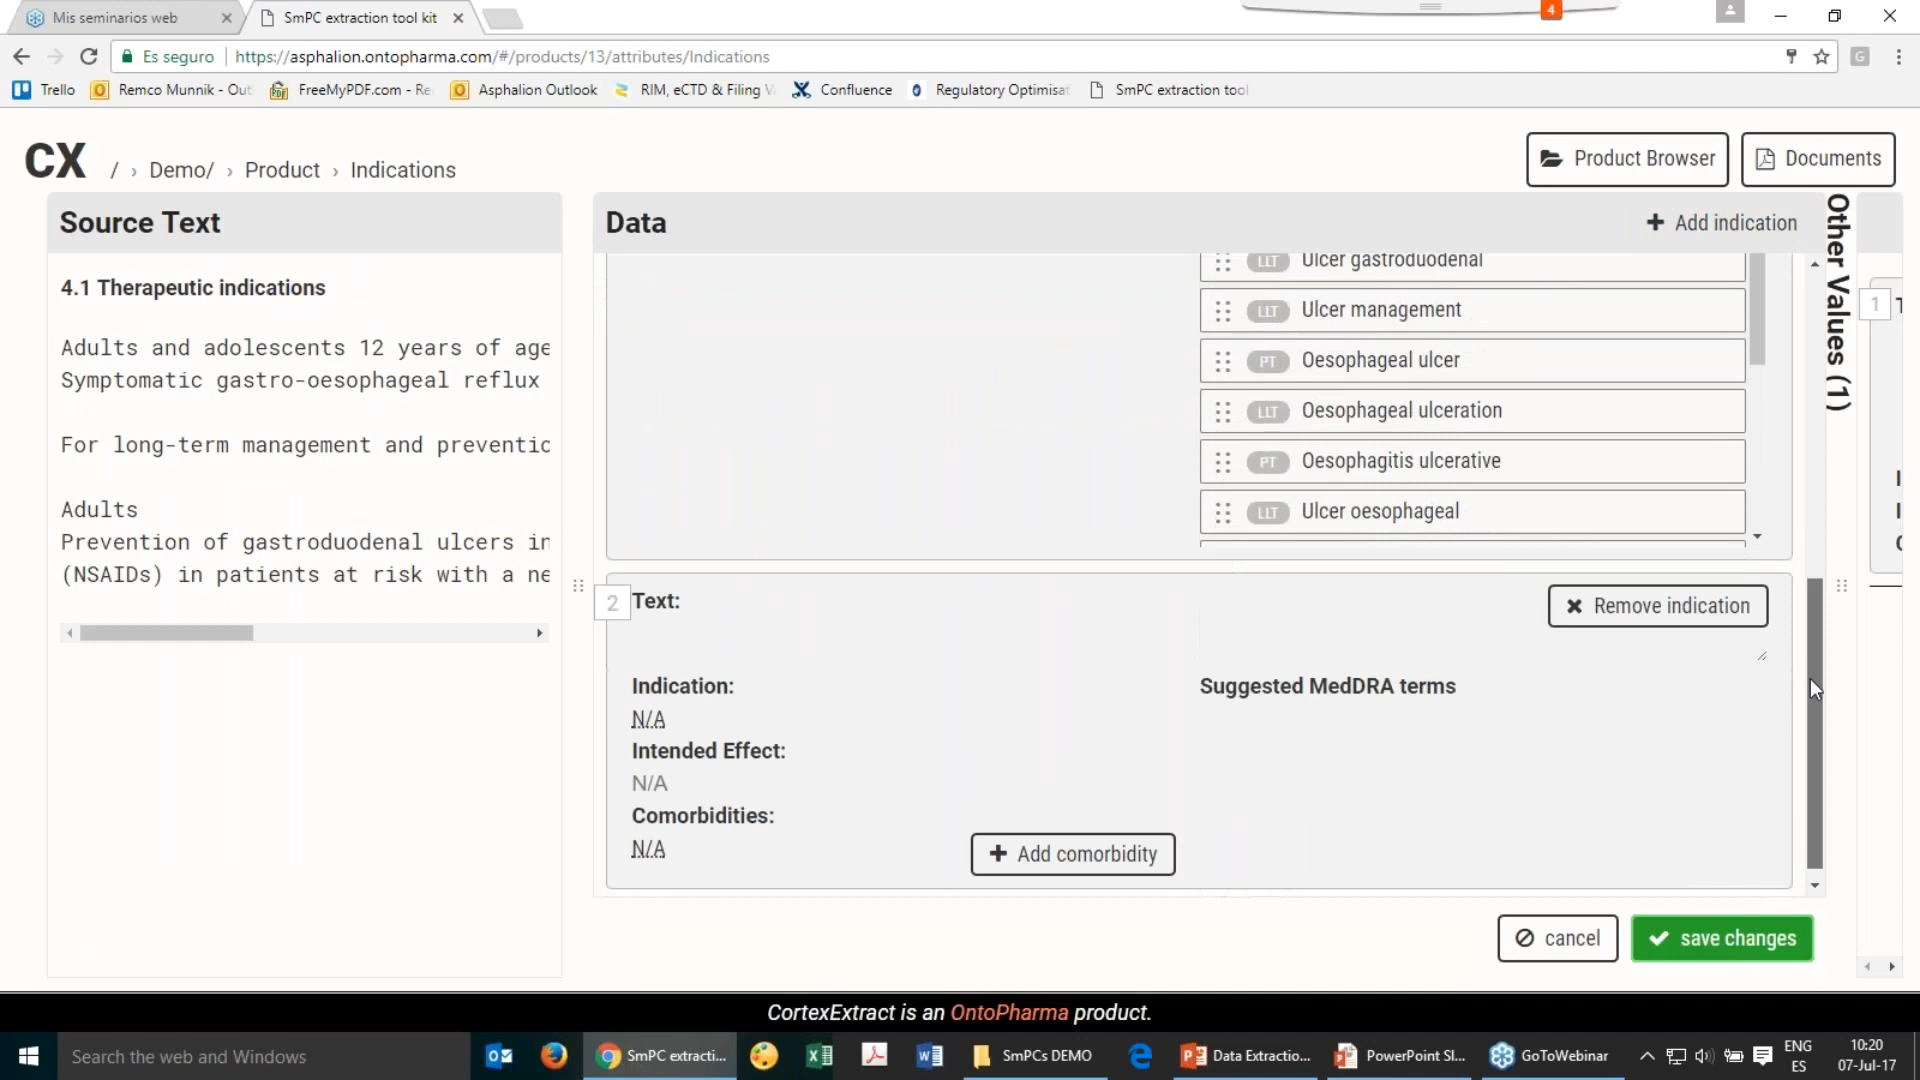 Mis seminarios web
SmPC extraction tool kit
4
Es seguro
https://asphalion.ontopharma.com/#/products/13/attributes/Indications
Trello
Remco Munnik - Out
FreeMyPDF.com - Re
Asphalion Outlook
RIM, eCTD & Filing V
Confluence
Regulatory Optimisat
SmPC extraction tool
CX / › Demo/ › Product › Indications
Product Browser
Documents
Source Text
4.1 Therapeutic indications
Adults and adolescents 12 years of age
Symptomatic gastro-oesophageal reflux
For long-term management and preventio
Adults
Prevention of gastroduodenal ulcers in
(NSAIDs) in patients at risk with a ne
Data
Add indication
LLT Ulcer gastroduodenal
LLT Ulcer management
PT Oesophageal ulcer
LLT Oesophageal ulceration
PT Oesophagitis ulcerative
LLT Ulcer oesophageal
2 Text:
Remove indication
Indication:
N/A
Intended Effect:
N/A
Comorbidities:
N/A
Add comorbidity
Suggested MedDRA terms
Other Values (1)
1
cancel
save changes
CortexExtract is an OntoPharma product.
Search the web and Windows
SmPC extracti...
SmPCs DEMO
Data Extractio...
PowerPoint Sl...
GoToWebinar
ENG
ES
10:20
07-Jul-17